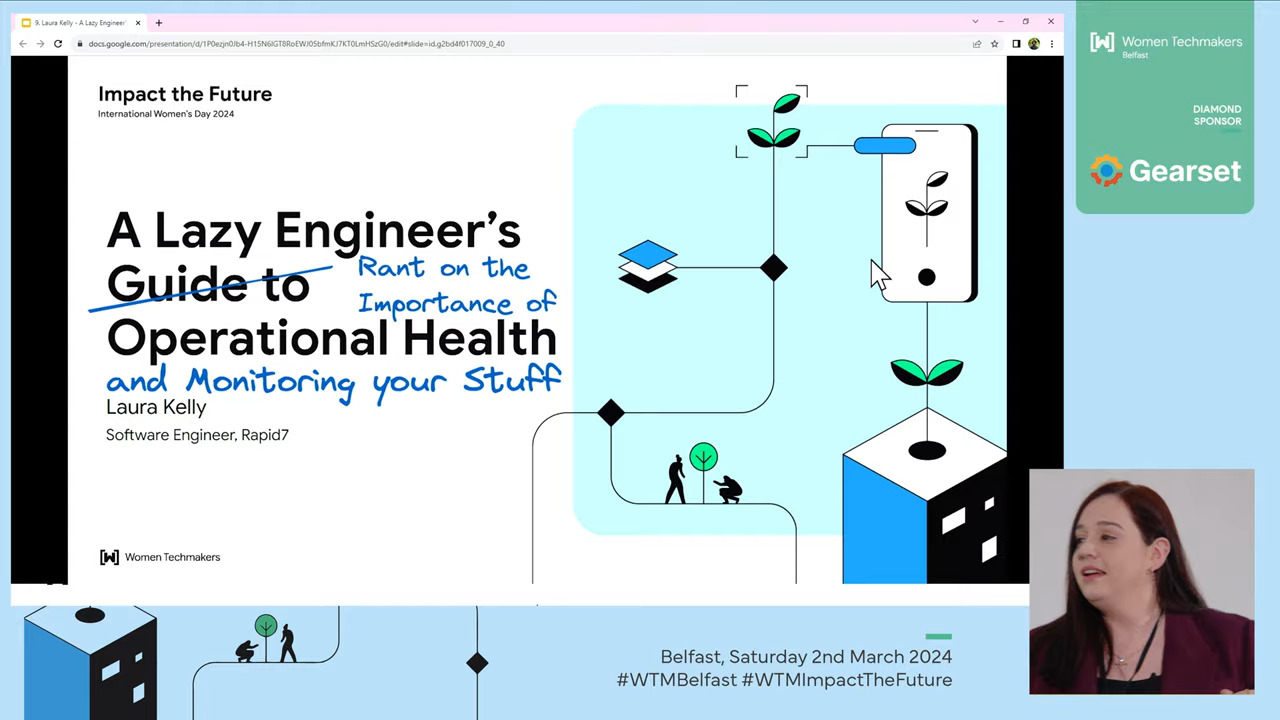 9. Laura Kelly - A Lazy Engineer'
docs.google.com/presentation/d/1P0ezjn0Jb4-H15N6IGT8RoEWJ05bfmKJ7KT0LmHSzG0/edit#slide=id.g2bd4f017009_0_40
Impact the Future
International Women's Day 2024
A Lazy Engineer's
Guide to
Rant on the
Importance of
Operational Health
and Monitoring your Stuff
Laura Kelly
Software Engineer, Rapid7
Women Techmakers
Women Techmakers
Belfast
DIAMOND
SPONSOR
Gearset
Belfast, Saturday 2nd March 2024
#WTMBelfast #WTMImpactTheFuture